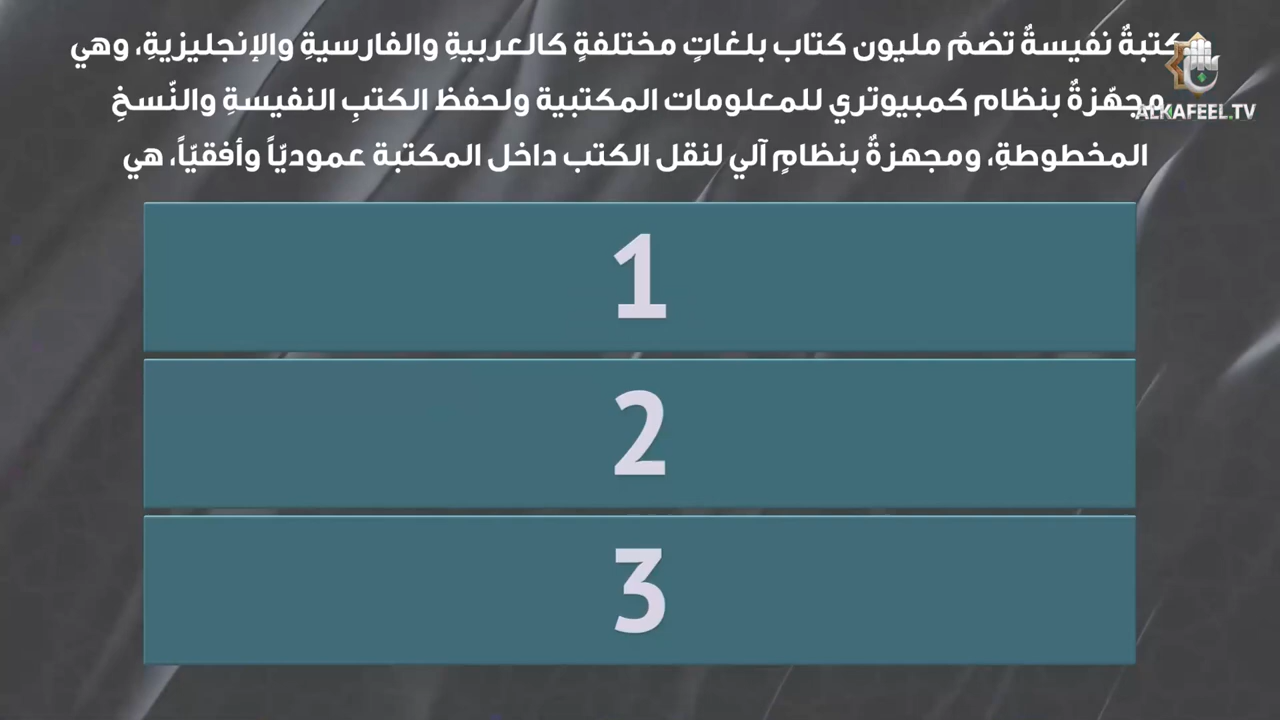 كتبةٌ نفيسةٌ تضمُ مليون كتاب بلغاتٍ مختلفةٍ كالعربيةِ والفارسيةِ والإنجليزيةِ، وهي
مجهّزةٌ بنظام كمبيوتري للمعلومات المكتبية ولحفظ الكتبِ النفيسةِ والنّسخِ
المخطوطةِ، ومجهزةٌ بنظامٍ آلي لنقل الكتب داخل المكتبة عموديّاً وأفقيّاً، هي
ALKAFEEL.TV
1
2
3